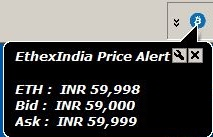 EthexIndia Price Alert
ETH : INR 59,998
Bid : INR 59,000
Ask : INR 59,999